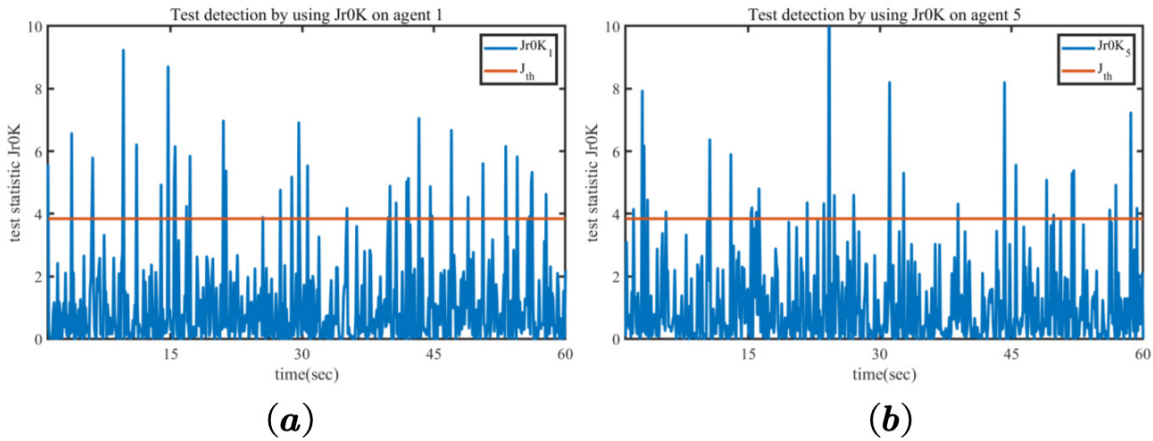 Test detection by using Jr0K on agent 1
10
8
6
4
2
0
test statistic Jr0K
Jr0K1
Jth
15
30
45
60
time(sec)
(a)
Test detection by using Jr0K on agent 5
10
8
6
4
2
0
test statistic Jr0K
Jr0K5
Jth
15
30
45
60
time(sec)
(b)